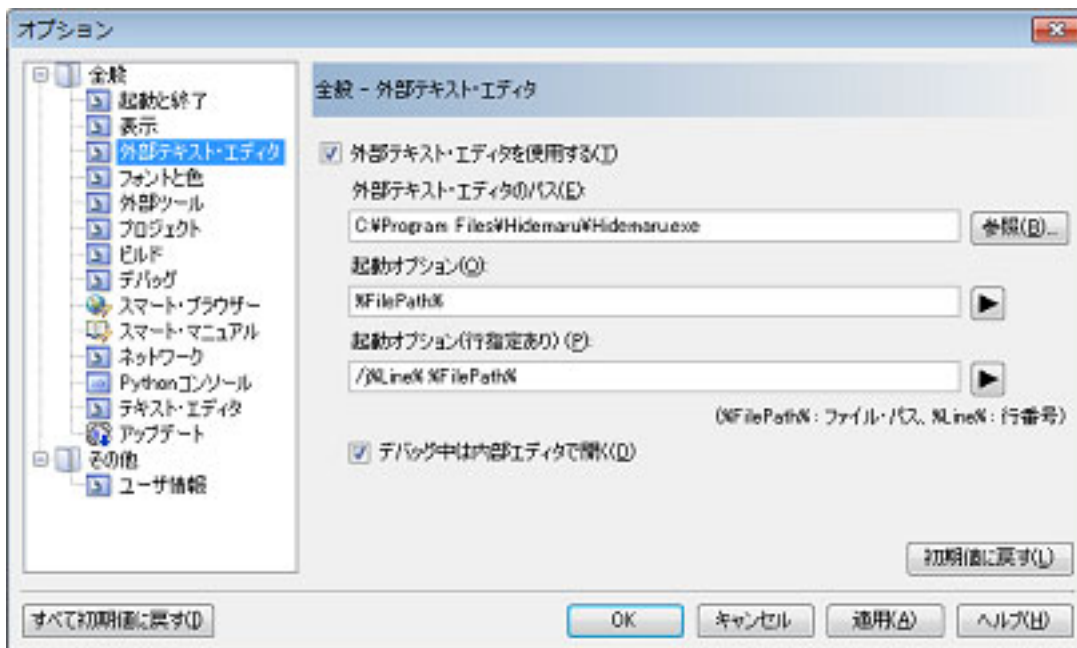 オプション
全般
起動と終了
表示
外部テキスト・エディタ
フォントと色
外部ツール
プロジェクト
ビルド
デバッグ
スマート・ブラウザー
スマート・マニュアル
ネットワーク
Pythonコンソール
テキスト・エディタ
アップデート
その他
ユーザ情報
全般 - 外部テキスト・エディタ
外部テキスト・エディタを使用する(T)
外部テキスト・エディタのパス(E):
C:¥Program Files¥Hidemaru¥Hidemaru.exe
参照(B)...
起動オプション(O):
%FilePath%
起動オプション(行指定あり) (P):
/j%Line% %FilePath%
(%FilePath% : ファイル・パス、%Line% : 行番号)
デバッグ中は内部エディタで開く(D)
初期値に戻す(L)
すべて初期値に戻す(I)
OK
キャンセル
適用(A)
ヘルプ(H)